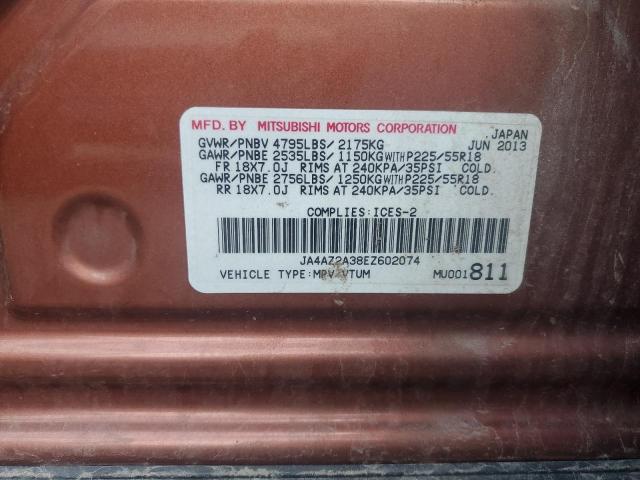 MFD. BY MITSUBISHI MOTORS CORPORATION JAPAN
GVWR/PNBV 4795LBS/ 2175KG JUN 2013
GAWR/PNBE 2535LBS/ 1150KG WITH P225/55R18
FR 18X7.0J RIMS AT 240KPA/35PSI COLD.
GAWR/PNBE 2756LBS/ 1250KG WITH P225/55R18
RR 18X7.0J RIMS AT 240KPA/35PSI COLD.
COMPLIES:ICES-2
JA4AZ2A38EZ602074
VEHICLE TYPE:MPV/VTUM MU001811